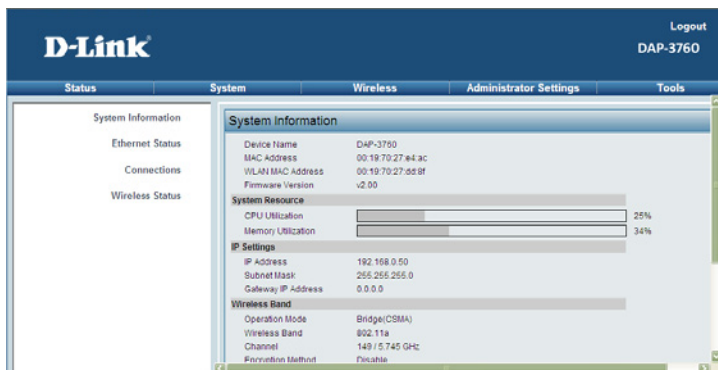 Logout
D-Link
DAP-3760
Status System Wireless Administrator Settings Tools
System Information
Ethernet Status
Connections
Wireless Status
System Information
Device Name DAP-3760
MAC Address 00:19:70:27:e4:ac
WLAN MAC Address 00:19:70:27:dd:8f
Firmware Version v2.00
System Resource
CPU Utilization 25%
Memory Utilization 34%
IP Settings
IP Address 192.168.0.50
Subnet Mask 255.255.255.0
Gateway IP Address 0.0.0.0
Wireless Band
Operation Mode Bridge(CSMA)
Wireless Band 802.11a
Channel 149 / 5.745 GHz
Encryption Method Disable